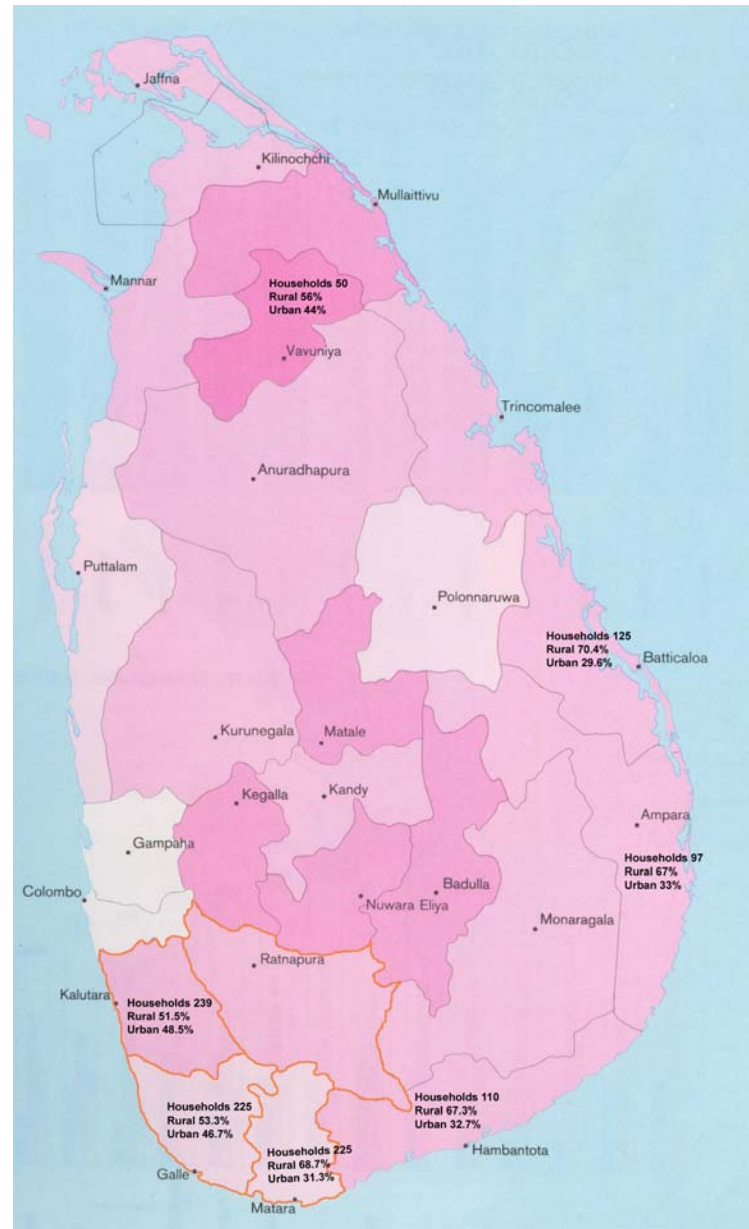 Jaffna
Kilinochchi
Mullaittivu
Mannar
Households 50
Rural 56%
Urban 44%
Vavuniya
Trincomalee
Anuradhapura
Puttalam
Polonnaruwa
Households 125
Rural 70.4%
Urban 29.6%
Batticaloa
Kurunegala
Matale
Kegalla
Kandy
Ampara
Gampaha
Households 97
Rural 67%
Urban 33%
Colombo
Nuwara Eliya
Badulla
Monaragala
Ratnapura
Kalutara
Households 239
Rural 51.5%
Urban 48.5%
Households 225
Rural 53.3%
Urban 46.7%
Households 110
Rural 67.3%
Urban 32.7%
Hambantota
Households 225
Rural 68.7%
Urban 31.3%
Galle
Matara